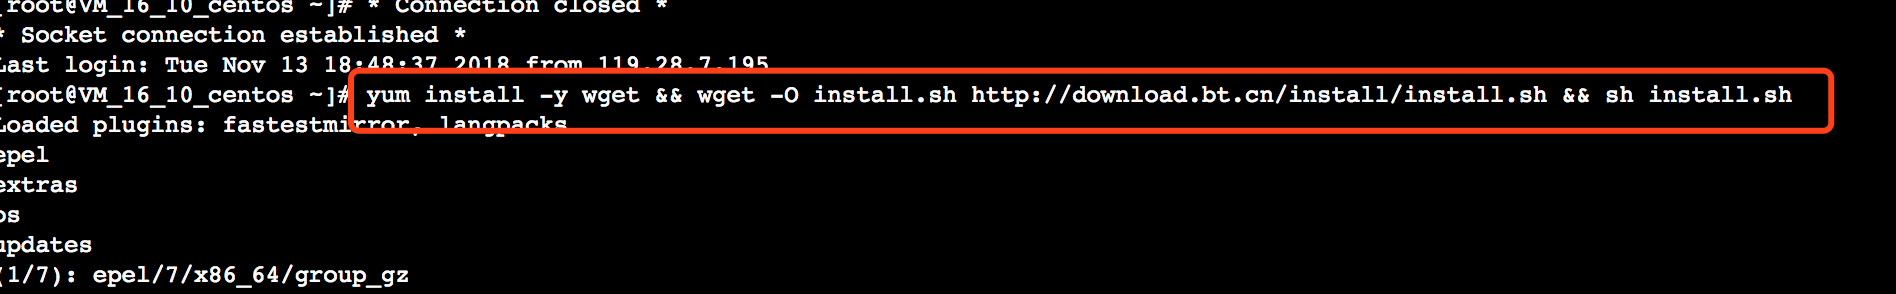 [root@VM_16_10_centos ~]# * Connection closed *
* Socket connection established *
Last login: Tue Nov 13 18:48:37 2018 from 119.28.7.195
[root@VM_16_10_centos ~]# yum install -y wget && wget -O install.sh http://download.bt.cn/install/install.sh && sh install.sh
Loaded plugins: fastestmirror, langpacks
epel
extras
os
updates
(1/7): epel/7/x86_64/group_gz